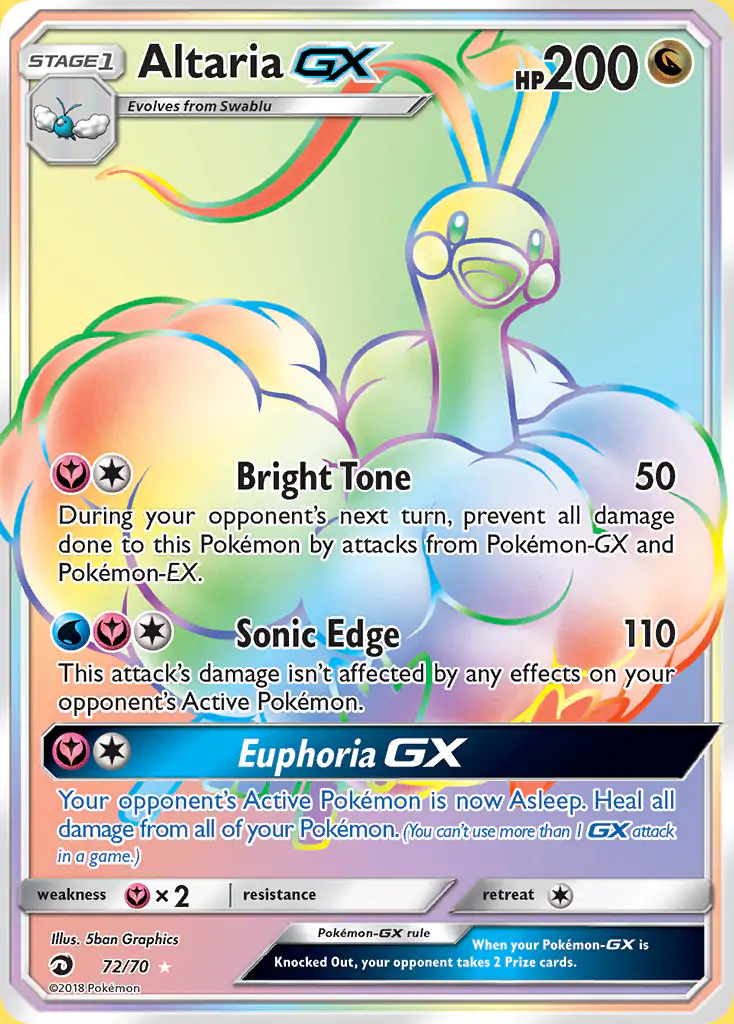 STAGE1
Altaria GX
HP200
Evolves from Swablu
Bright Tone 50
During your opponent's next turn, prevent all damage
done to this Pokémon by attacks from Pokémon-GX and
Pokémon-EX.
Sonic Edge 110
This attack's damage isn't affected by any effects on your
opponent's Active Pokémon.
Euphoria GX
Your opponent's Active Pokémon is now Asleep. Heal all
damage from all of your Pokémon. (You can't use more than 1 GX attack
in a game.)
weakness × 2 resistance retreat
Illus. 5ban Graphics
72/70
©2018 Pokémon
Pokémon-GX rule
When your Pokémon-GX is
Knocked Out, your opponent takes 2 Prize cards.